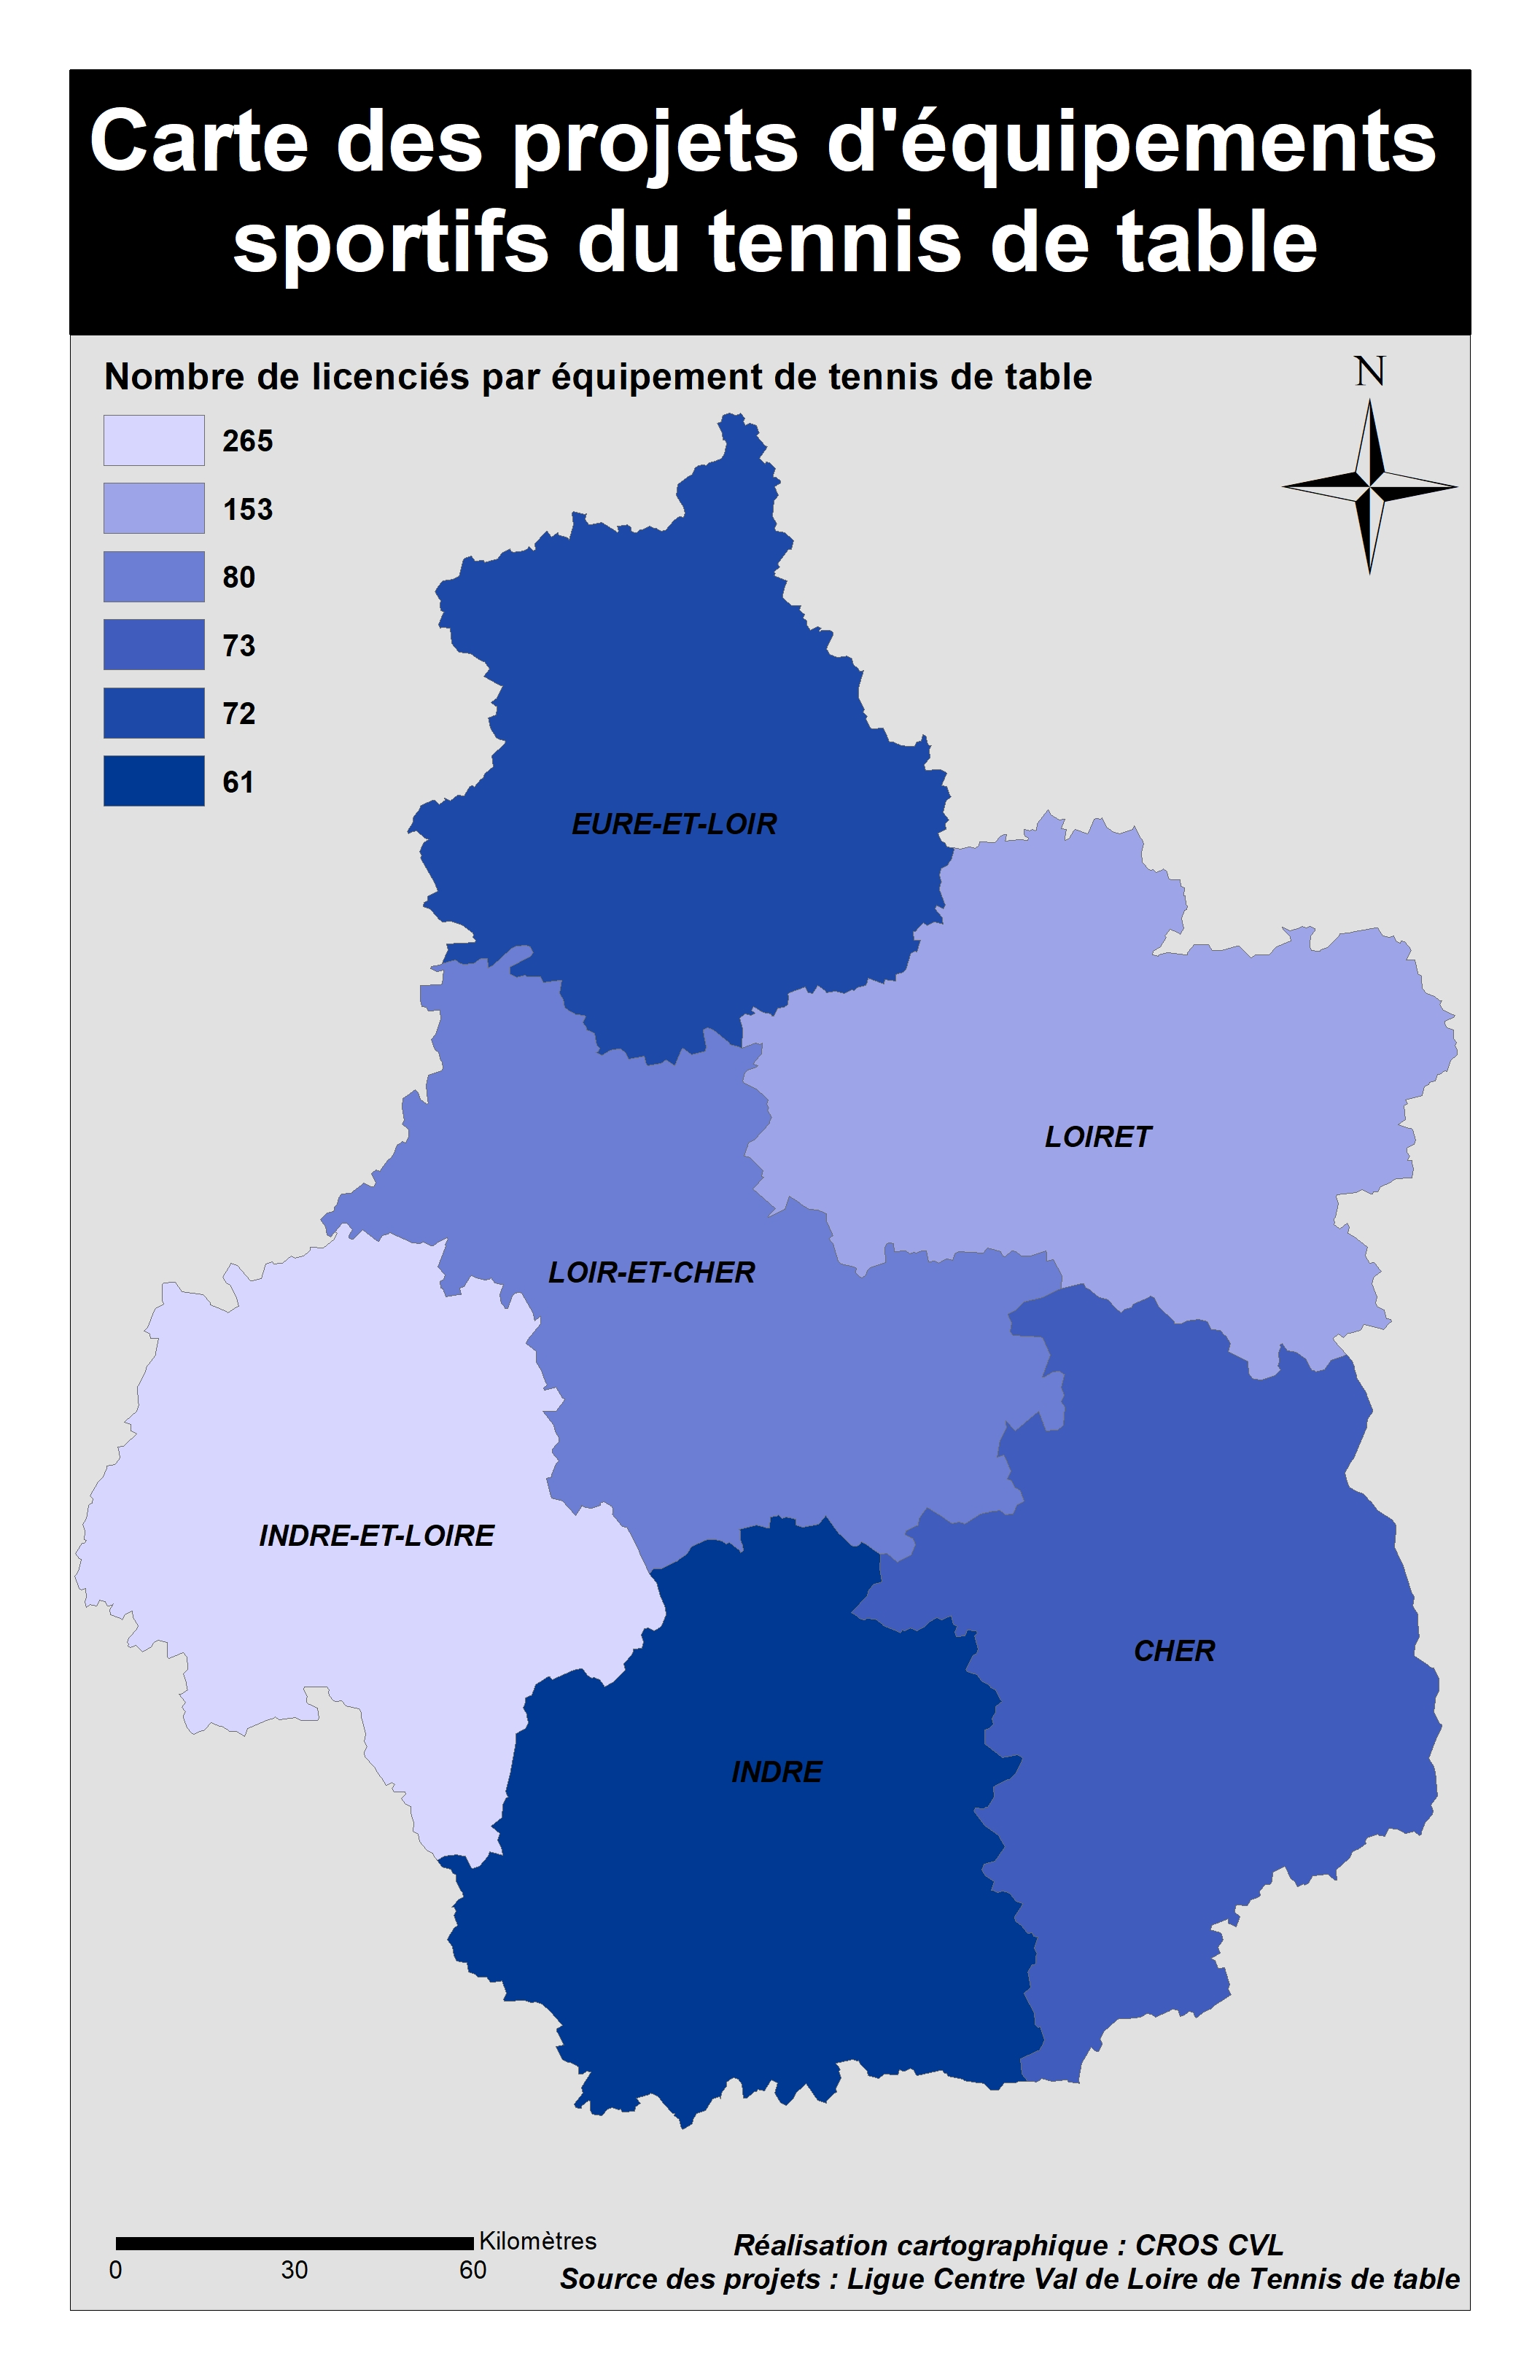 Carte des projets d'équipements
sportifs du tennis de table
Nombre de licenciés par équipement de tennis de table
N
265
153
80
73
72
61
EURE-ET-LOIR
LOIRET
LOIR-ET-CHER
INDRE-ET-LOIRE
CHER
INDRE
Kilomètres
0 30 60
Réalisation cartographique : CROS CVL
Source des projets : Ligue Centre Val de Loire de Tennis de table